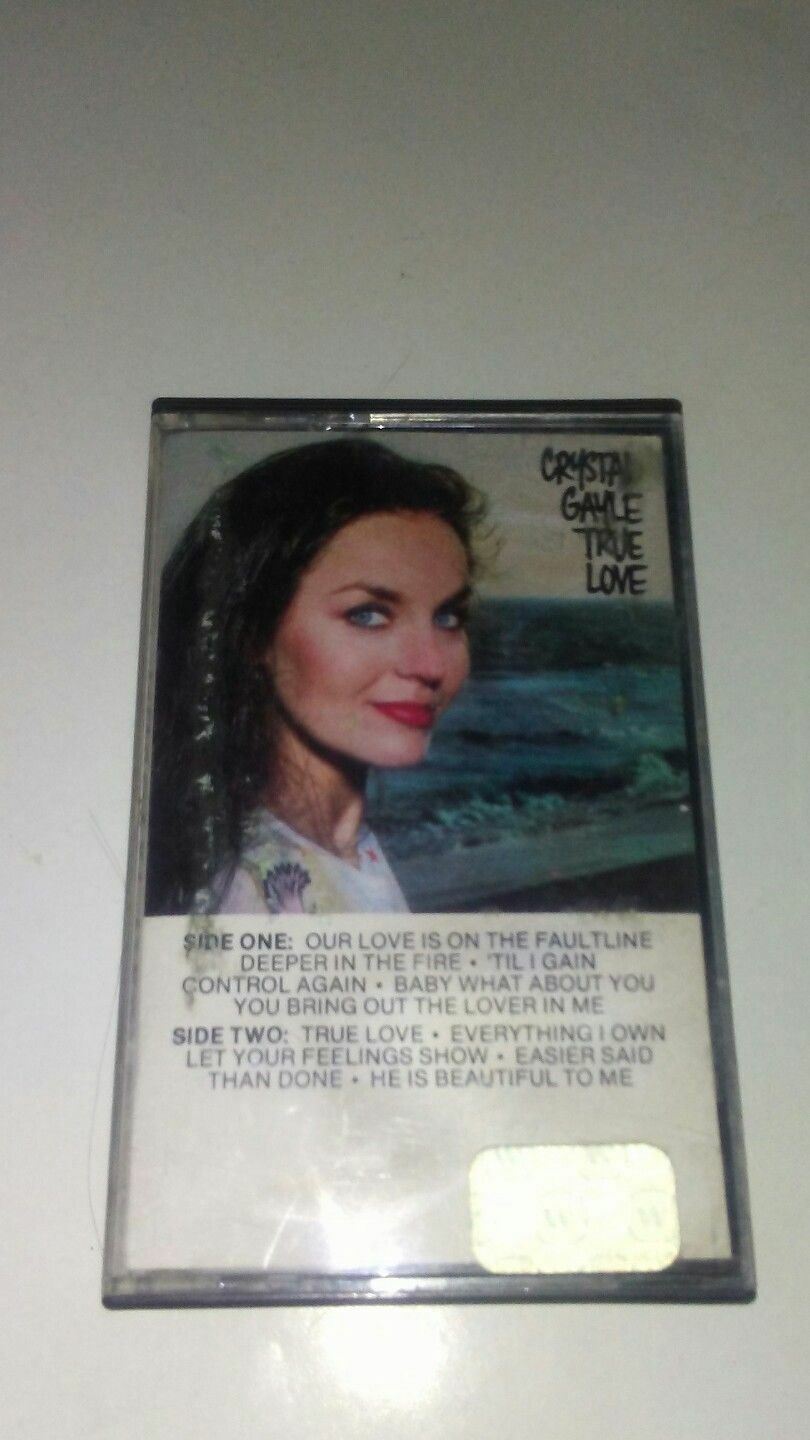 CRYSTAL
GAYLE
TRUE
LOVE
SIDE ONE: OUR LOVE IS ON THE FAULTLINE
DEEPER IN THE FIRE • 'TIL I GAIN
CONTROL AGAIN • BABY WHAT ABOUT YOU
YOU BRING OUT THE LOVER IN ME
SIDE TWO: TRUE LOVE • EVERYTHING I OWN
LET YOUR FEELINGS SHOW • EASIER SAID
THAN DONE • HE IS BEAUTIFUL TO ME